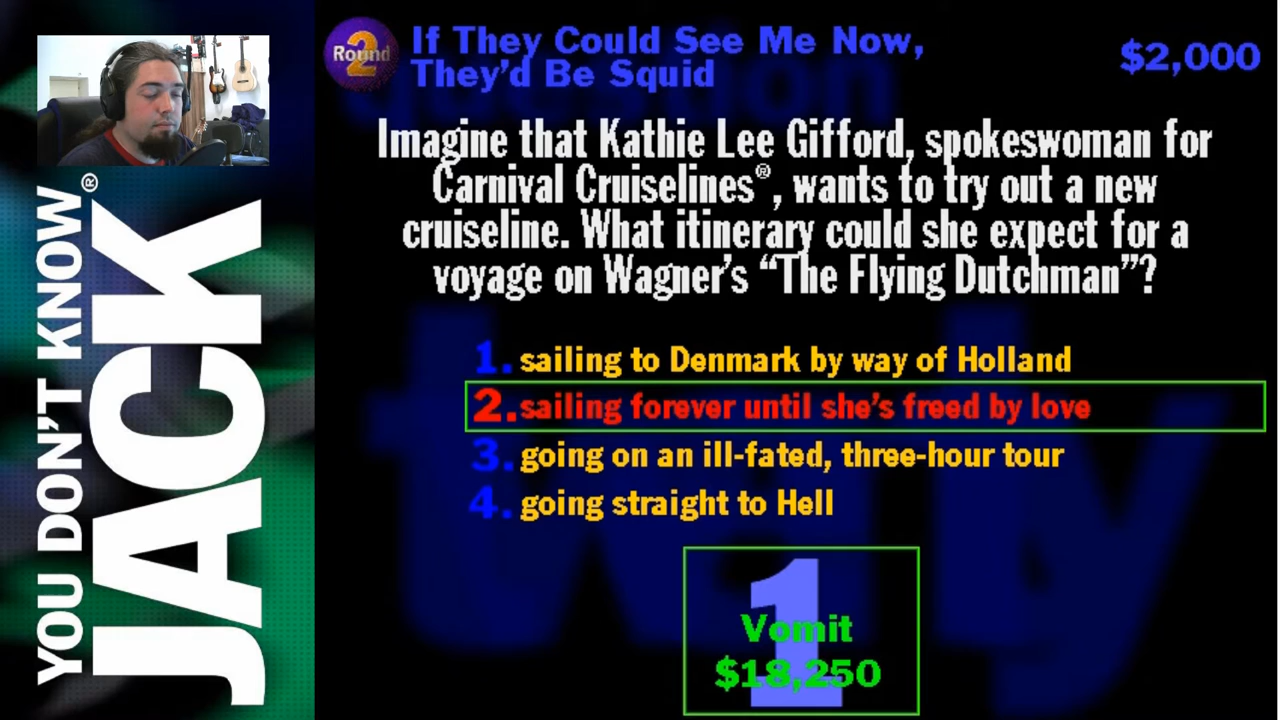 YOU DON'T KNOW
JACK®
Round 2
If They Could See Me Now,
They'd Be Squid
$2,000
Imagine that Kathie Lee Gifford, spokeswoman for
Carnival Cruiselines®, wants to try out a new
cruiseline. What itinerary could she expect for a
voyage on Wagner's “The Flying Dutchman”?
1. sailing to Denmark by way of Holland
2. sailing forever until she's freed by love
3. going on an ill-fated, three-hour tour
4. going straight to Hell
1
Vomit
$18,250